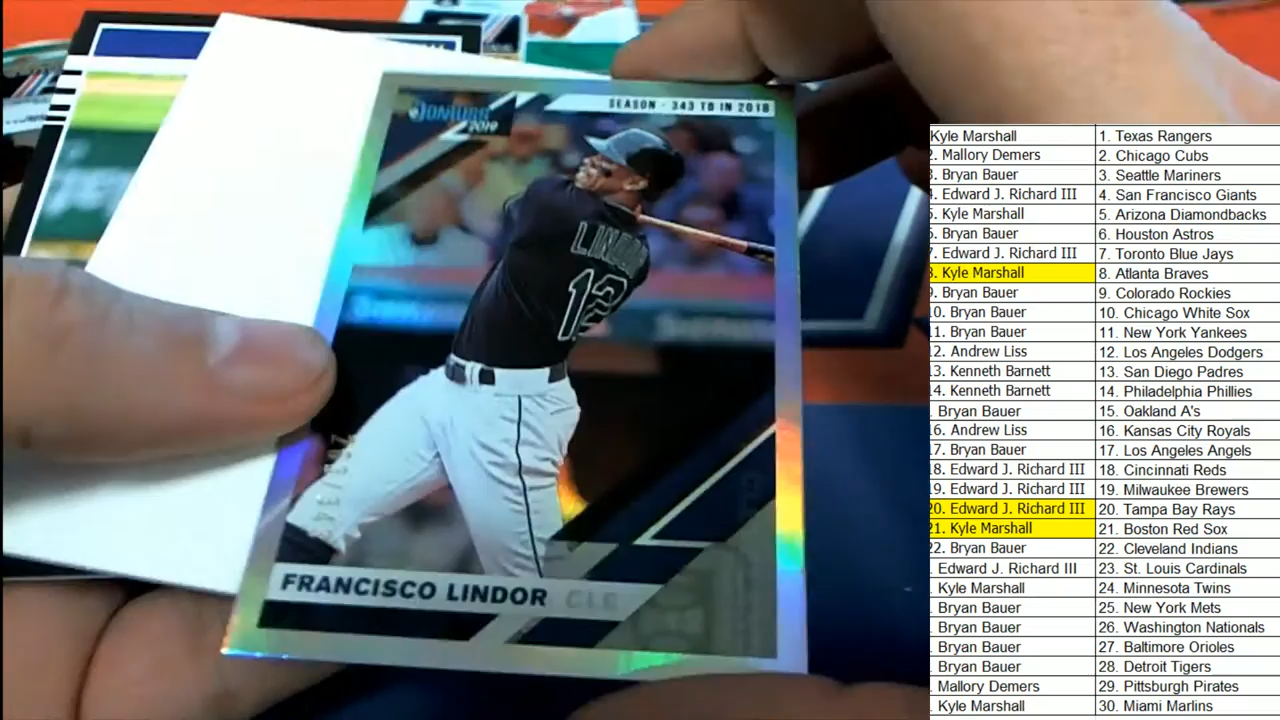 SEASON - 343 TB IN 2018
DONRUSS
2019
LINDOR
12
FRANCISCO LINDOR CLE
Kyle Marshall 1. Texas Rangers
2. Mallory Demers 2. Chicago Cubs
3. Bryan Bauer 3. Seattle Mariners
4. Edward J. Richard III 4. San Francisco Giants
5. Kyle Marshall 5. Arizona Diamondbacks
6. Bryan Bauer 6. Houston Astros
7. Edward J. Richard III 7. Toronto Blue Jays
8. Kyle Marshall 8. Atlanta Braves
9. Bryan Bauer 9. Colorado Rockies
10. Bryan Bauer 10. Chicago White Sox
11. Bryan Bauer 11. New York Yankees
12. Andrew Liss 12. Los Angeles Dodgers
13. Kenneth Barnett 13. San Diego Padres
14. Kenneth Barnett 14. Philadelphia Phillies
. Bryan Bauer 15. Oakland A's
16. Andrew Liss 16. Kansas City Royals
17. Bryan Bauer 17. Los Angeles Angels
18. Edward J. Richard III 18. Cincinnati Reds
19. Edward J. Richard III 19. Milwaukee Brewers
20. Edward J. Richard III 20. Tampa Bay Rays
21. Kyle Marshall 21. Boston Red Sox
22. Bryan Bauer 22. Cleveland Indians
. Edward J. Richard III 23. St. Louis Cardinals
. Kyle Marshall 24. Minnesota Twins
. Bryan Bauer 25. New York Mets
. Bryan Bauer 26. Washington Nationals
. Bryan Bauer 27. Baltimore Orioles
. Bryan Bauer 28. Detroit Tigers
. Mallory Demers 29. Pittsburgh Pirates
. Kyle Marshall 30. Miami Marlins